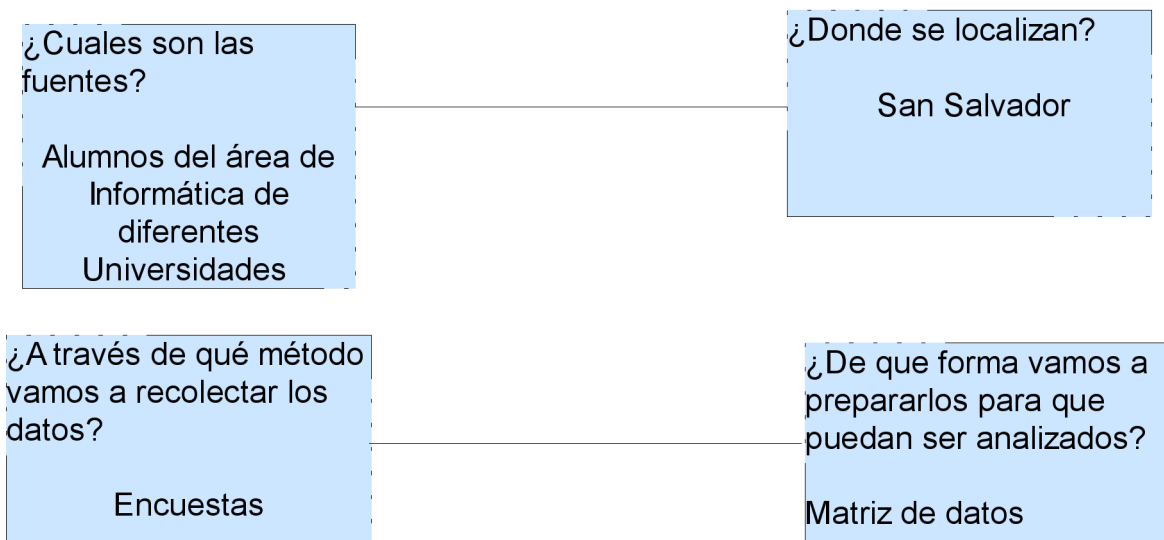 ¿Cuales son las
fuentes?
Alumnos del área de
Informática de
diferentes
Universidades
¿Donde se localizan?
San Salvador
¿A través de qué método
vamos a recolectar los
datos?
Encuestas
¿De que forma vamos a
prepararlos para que
puedan ser analizados?
Matriz de datos